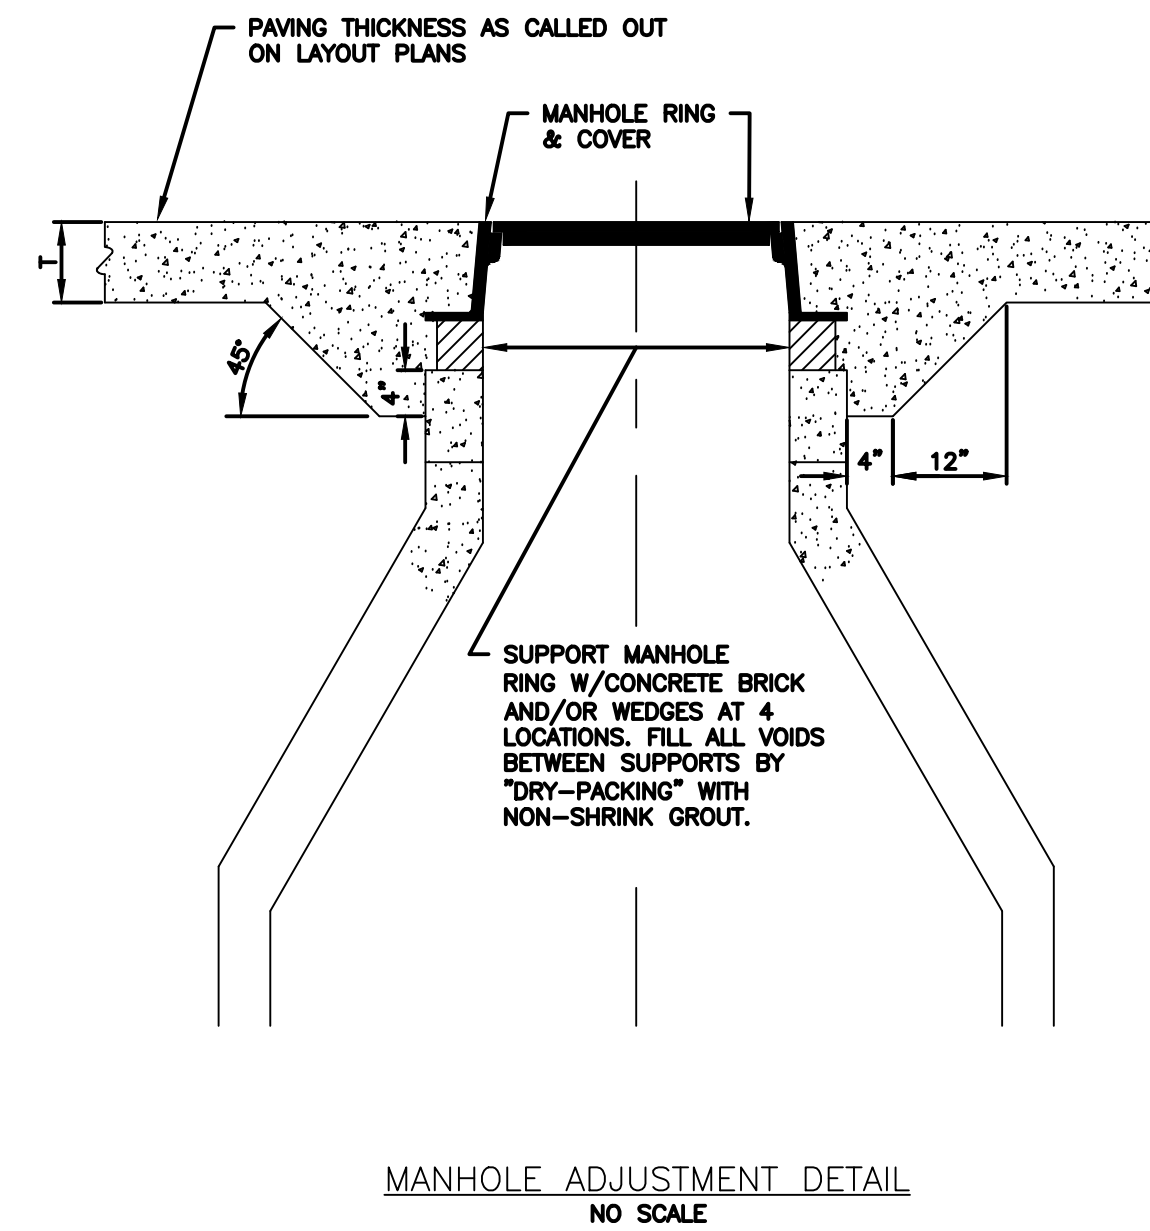 PAVING THICKNESS AS CALLED OUT
ON LAYOUT PLANS
MANHOLE RING
& COVER
T
45°
4"
4"
12"
SUPPORT MANHOLE
RING W/CONCRETE BRICK
AND/OR WEDGES AT 4
LOCATIONS. FILL ALL VOIDS
BETWEEN SUPPORTS BY
"DRY-PACKING" WITH
NON-SHRINK GROUT.
MANHOLE ADJUSTMENT DETAIL
NO SCALE